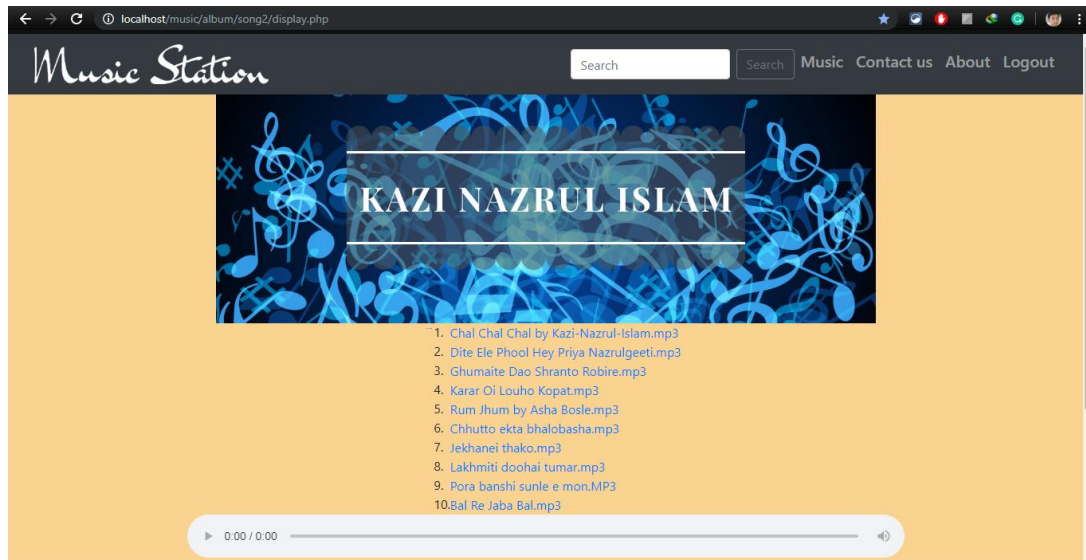 localhost/music/album/song2/display.php
Music Station
Search
Search
Music Contact us About Logout
KAZI NAZRUL ISLAM
1. Chal Chal Chal by Kazi-Nazrul-Islam.mp3
2. Dite Ele Phool Hey Priya Nazrulgeeti.mp3
3. Ghumaite Dao Shranto Robire.mp3
4. Karar Oi Louho Kopat.mp3
5. Rum Jhum by Asha Bosle.mp3
6. Chhutto ekta bhalobasha.mp3
7. Jekhanei thako.mp3
8. Lakhmiti doohai tumar.mp3
9. Pora banshi sunle e mon.MP3
10.Bal Re Jaba Bal.mp3
0:00 / 0:00